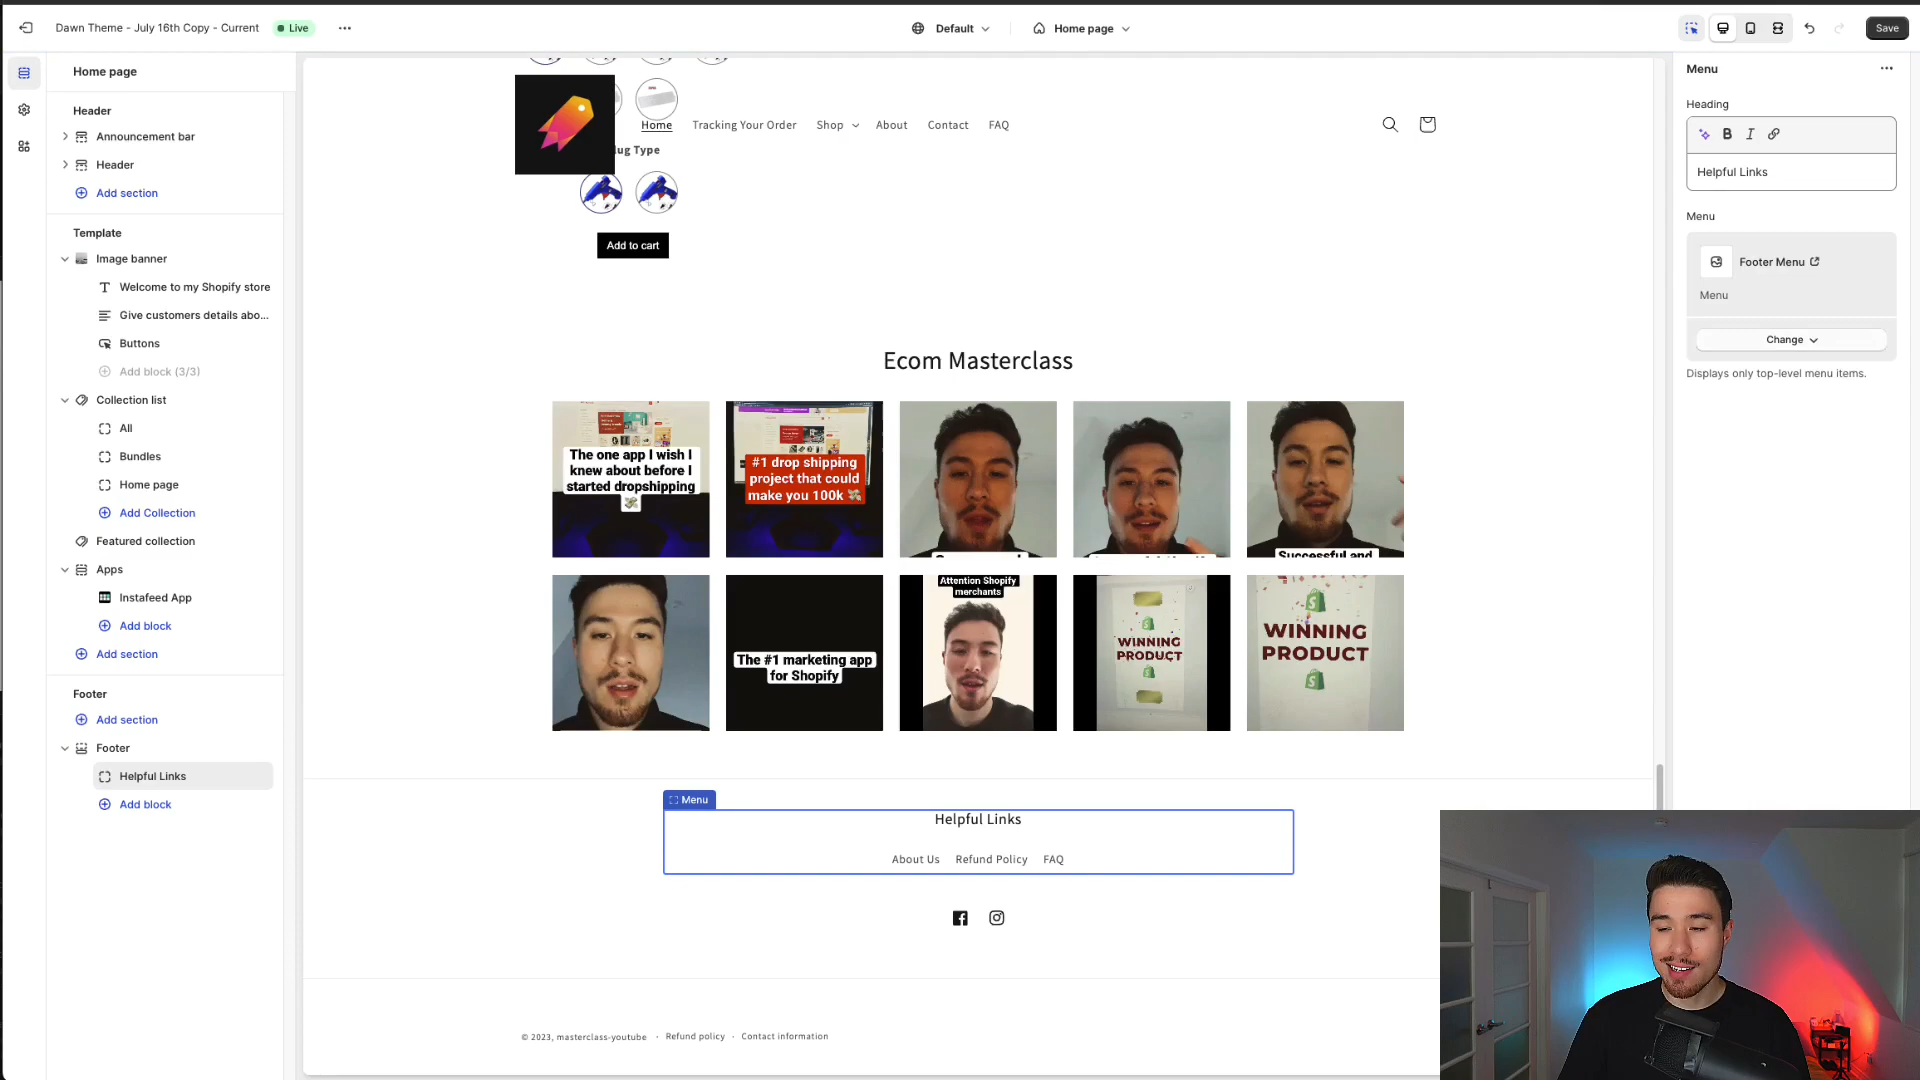 Dawn Theme - July 16th Copy - Current
Live
Default
Home page
Save
Home page
Header
Announcement bar
Header
Add section
Template
Image banner
Welcome to my Shopify store
Give customers details abo...
Buttons
Add block (3/3)
Collection list
All
Bundles
Home page
Add Collection
Featured collection
Apps
Instafeed App
Add block
Add section
Footer
Add section
Footer
Helpful Links
Add block
Home
Tracking Your Order
Shop
About
Contact
FAQ
Type
Add to cart
Ecom Masterclass
The one app I wish I
knew about before I
started dropshipping
#1 drop shipping
project that could
make you 100k
Successful and
The #1 marketing app
for Shopify
Attention Shopify
merchants
WINNING
PRODUCT
WINNING
PRODUCT
Menu
Helpful Links
About Us
Refund Policy
FAQ
© 2023, masterclass-youtube
· Refund policy
· Contact information
Menu
Heading
B
I
Helpful Links
Menu
Footer Menu
Menu
Change
Displays only top-level menu items.